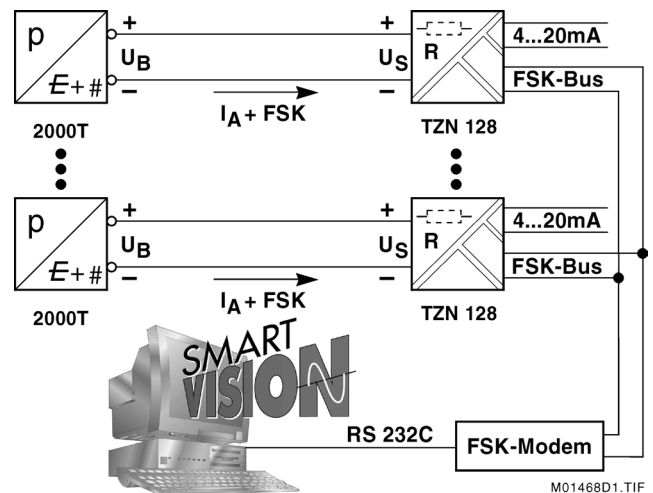 p
E+#
2000T
+
U_B
−
I_A + FSK
+
U_S
−
R
TZN 128
4...20mA
FSK-Bus
p
E+#
2000T
+
U_B
−
I_A + FSK
+
U_S
−
R
TZN 128
4...20mA
FSK-Bus
SMART
VISION
RS 232C
FSK-Modem
M01468D1.TIF